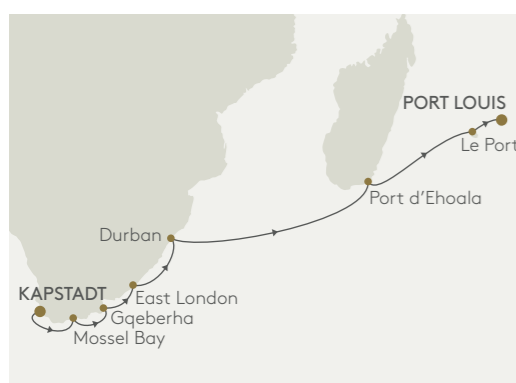 PORT LOUIS
Le Port
Port d’Ehoala
Durban
KAPSTADT
East London
Gqeberha
Mossel Bay